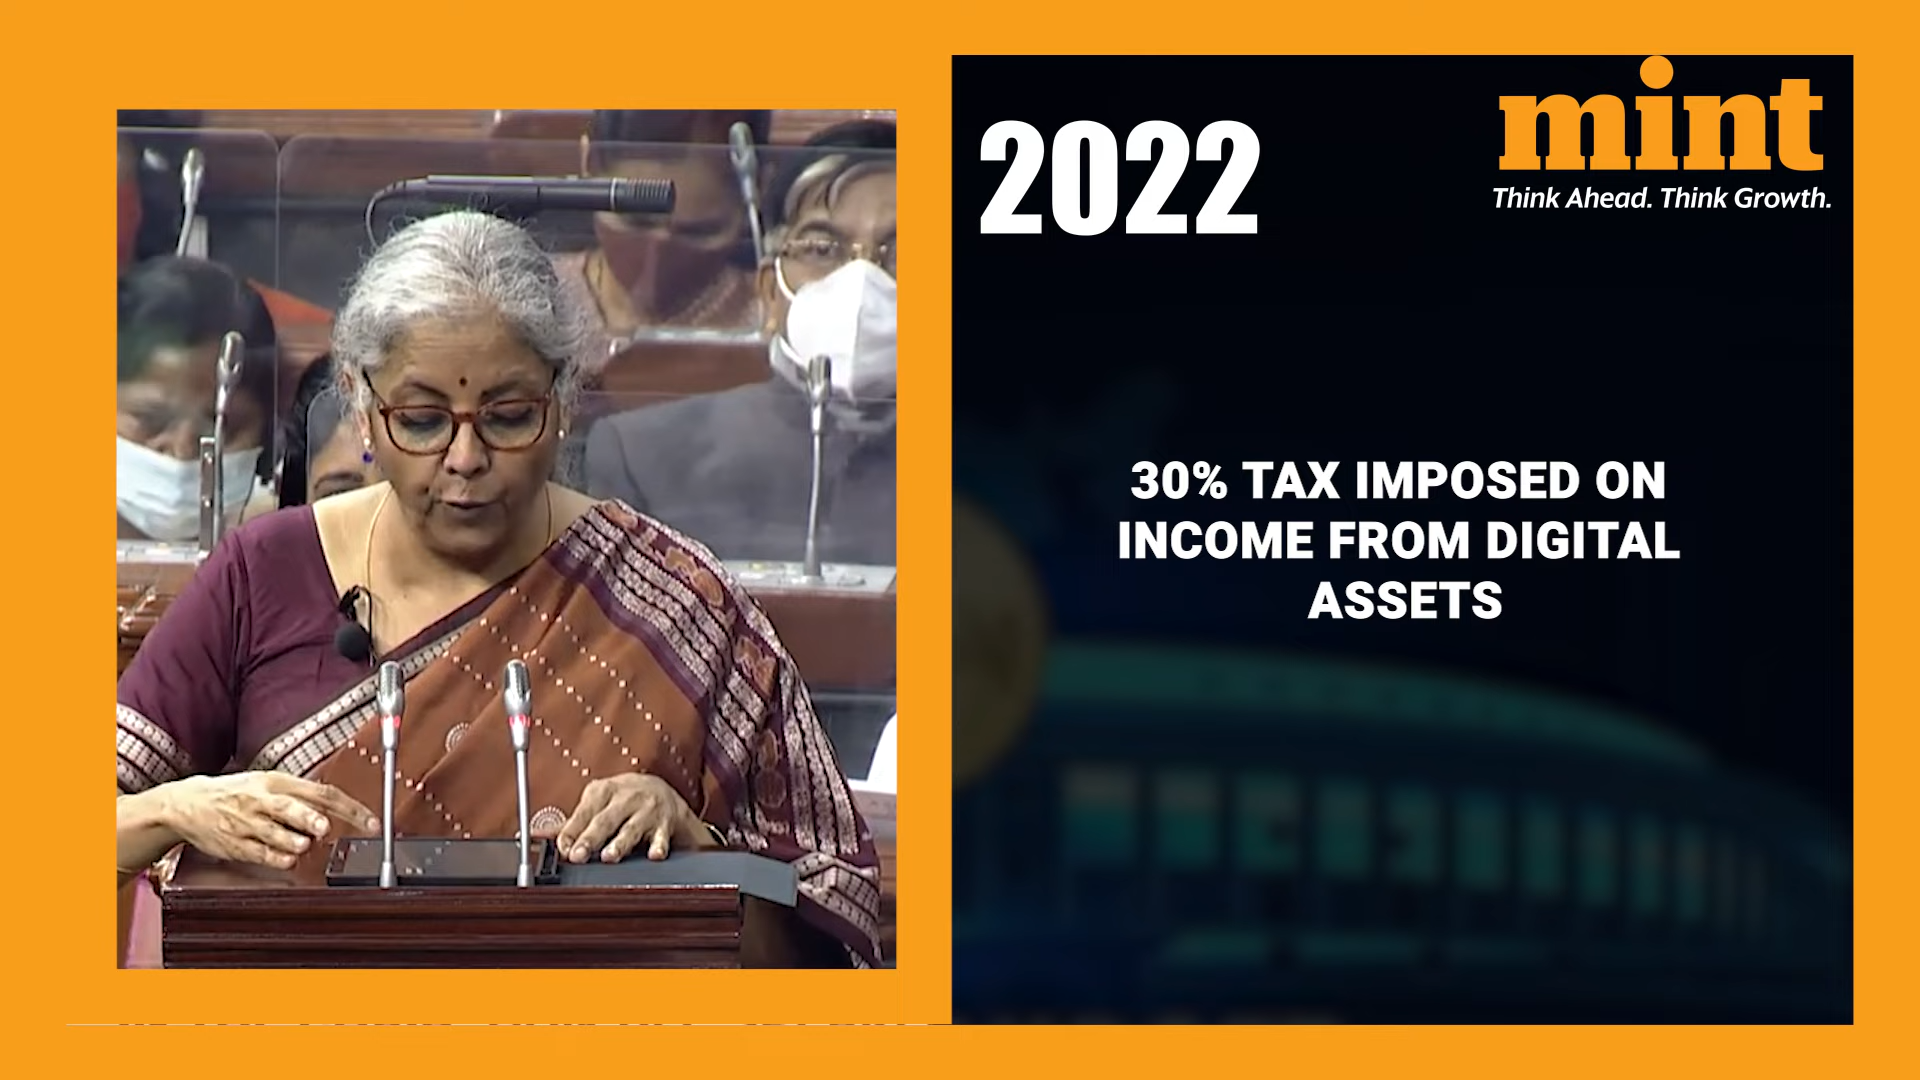 2022
mint
Think Ahead. Think Growth.
30% TAX IMPOSED ON
INCOME FROM DIGITAL
ASSETS